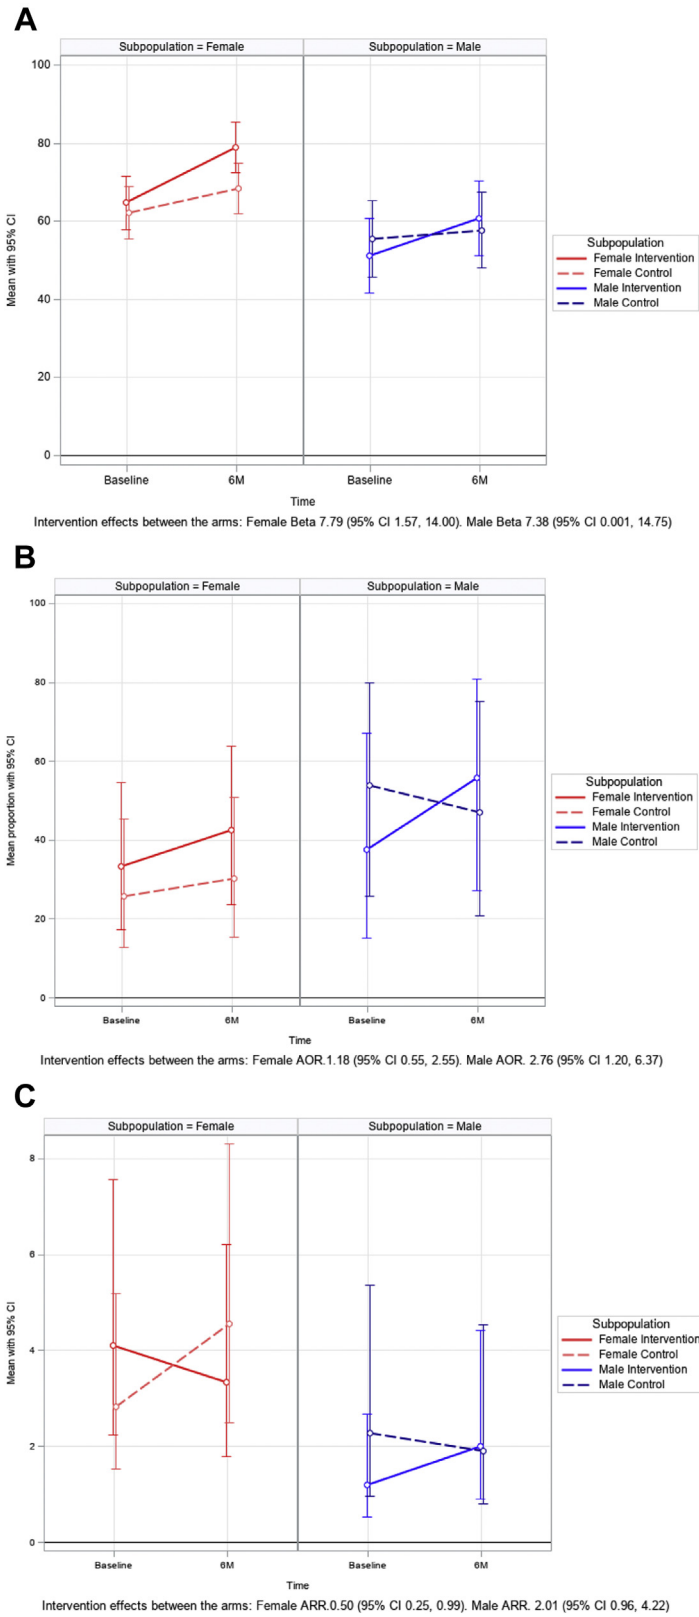 A
Subpopulation = Female
Subpopulation = Male
100
80
60
40
20
0
Mean with 95% CI
Baseline
6M
Baseline
6M
Time
Subpopulation
Female Intervention
Female Control
Male Intervention
Male Control
Intervention effects between the arms: Female Beta 7.79 (95% CI 1.57, 14.00). Male Beta 7.38 (95% CI 0.001, 14.75)
B
Subpopulation = Female
Subpopulation = Male
100
80
60
40
20
0
Mean proportion with 95% CI
Baseline
6M
Baseline
6M
Time
Subpopulation
Female Intervention
Female Control
Male Intervention
Male Control
Intervention effects between the arms: Female AOR.1.18 (95% CI 0.55, 2.55). Male AOR. 2.76 (95% CI 1.20, 6.37)
C
Subpopulation = Female
Subpopulation = Male
8
6
4
2
0
Mean with 95% CI
Baseline
6M
Baseline
6M
Time
Subpopulation
Female Intervention
Female Control
Male Intervention
Male Control
Intervention effects between the arms: Female ARR.0.50 (95% CI 0.25, 0.99). Male ARR. 2.01 (95% CI 0.96, 4.22)